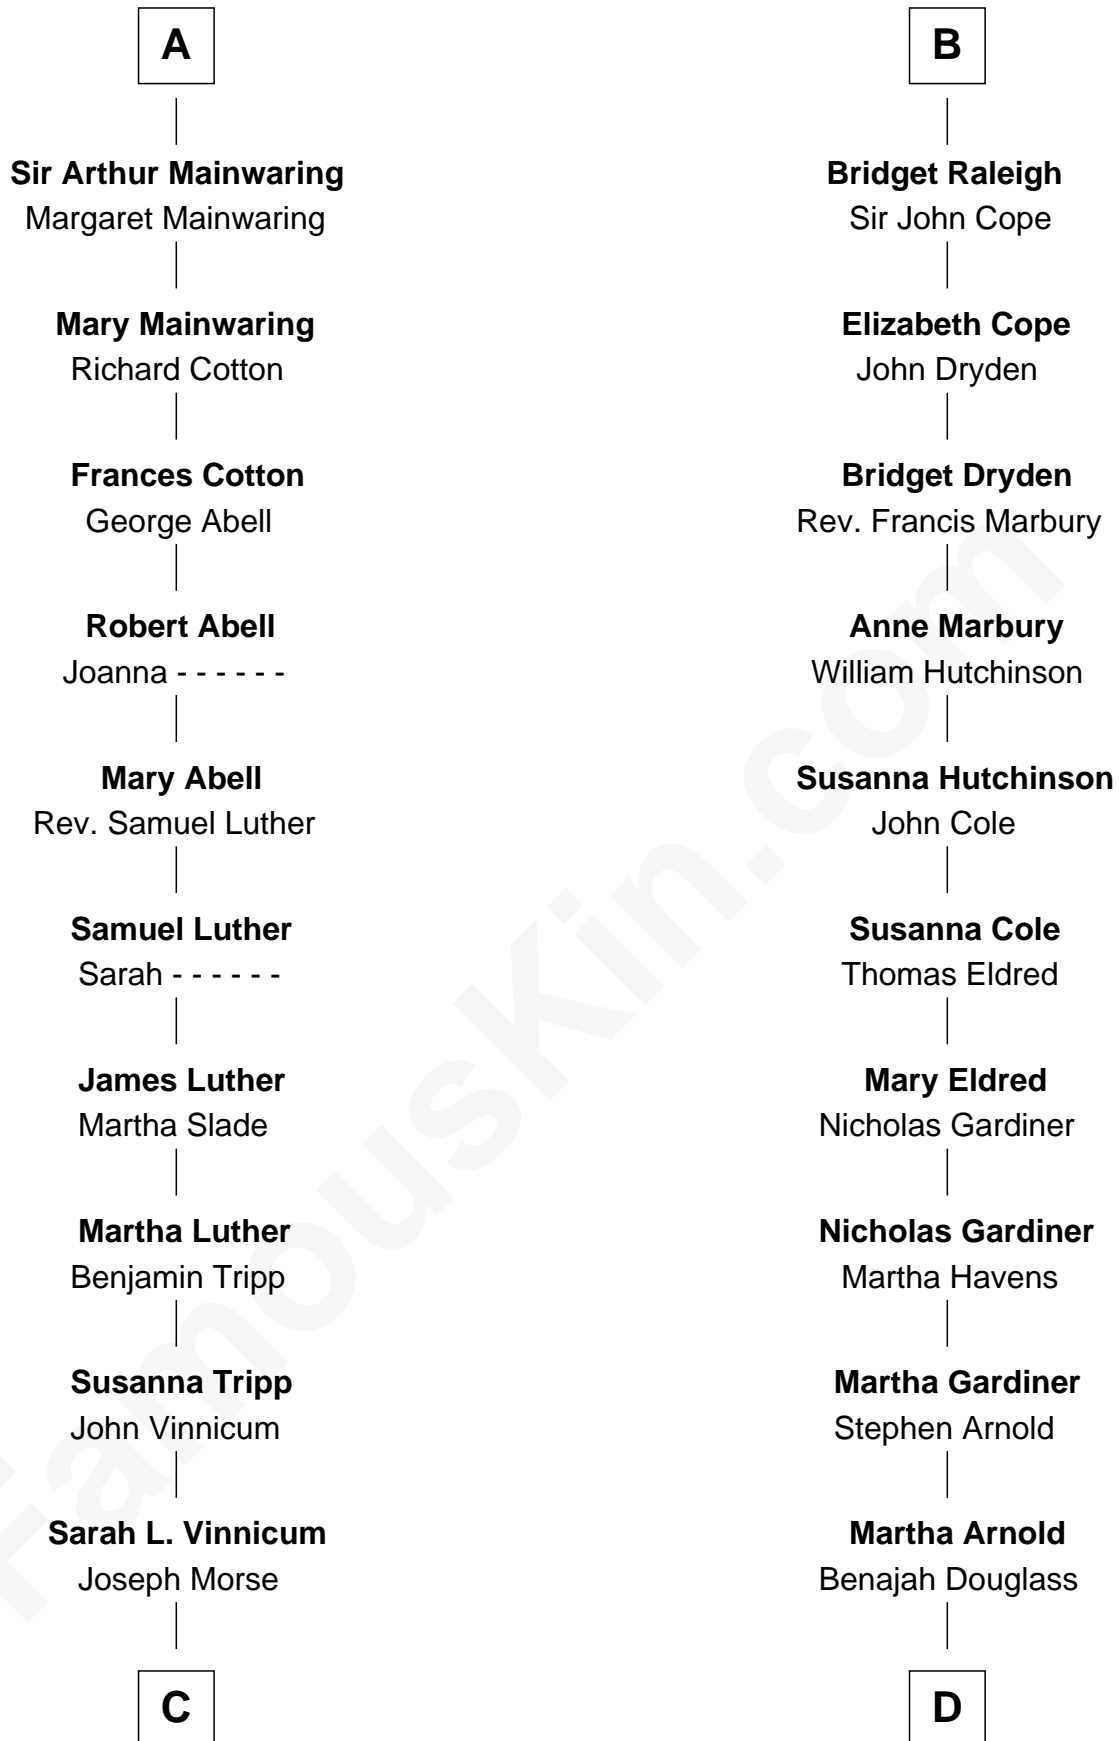 A
Sir Arthur Mainwaring
Margaret Mainwaring
Mary Mainwaring
Richard Cotton
Frances Cotton
George Abell
Robert Abell
Joanna - - - - - -
Mary Abell
Rev. Samuel Luther
Samuel Luther
Sarah - - - - - -
James Luther
Martha Slade
Martha Luther
Benjamin Tripp
Susanna Tripp
John Vinnicum
Sarah L. Vinnicum
Joseph Morse
C
B
Bridget Raleigh
Sir John Cope
Elizabeth Cope
John Dryden
Bridget Dryden
Rev. Francis Marbury
Anne Marbury
William Hutchinson
Susanna Hutchinson
John Cole
Susanna Cole
Thomas Eldred
Mary Eldred
Nicholas Gardiner
Nicholas Gardiner
Martha Havens
Martha Gardiner
Stephen Arnold
Martha Arnold
Benajah Douglass
D
FamousKin.com